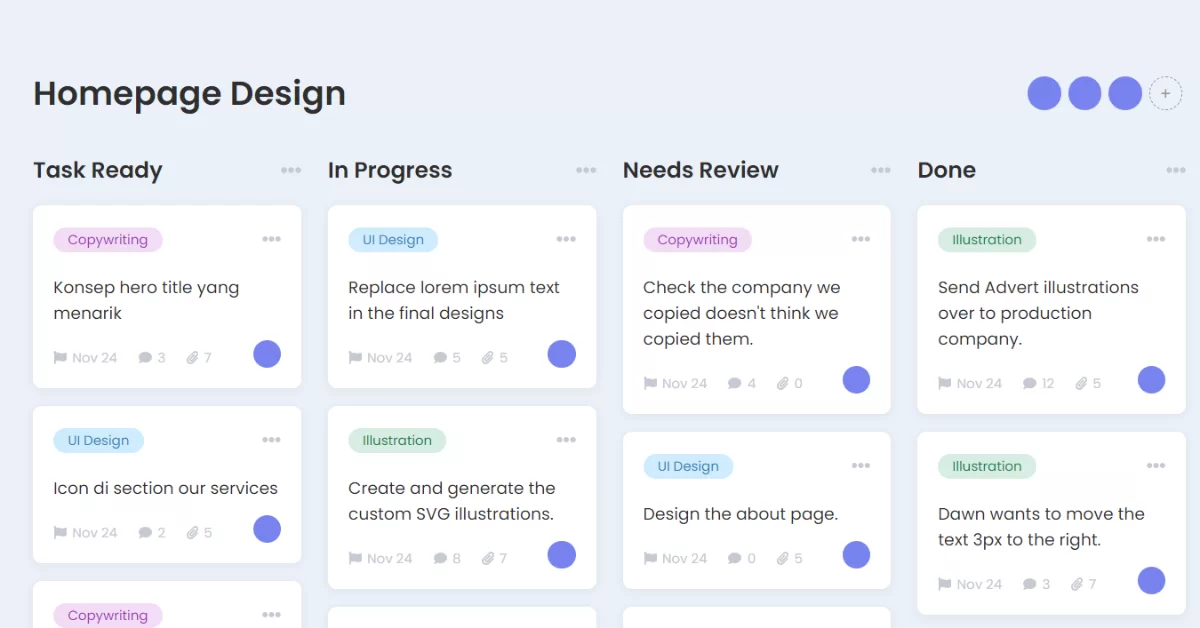 Homepage Design
+
Task Ready
Copywriting
Konsep hero title yang
menarik
Nov 24 3 7
UI Design
Icon di section our services
Nov 24 2 5
Copywriting
In Progress
UI Design
Replace lorem ipsum text
in the final designs
Nov 24 5 5
Illustration
Create and generate the
custom SVG illustrations.
Nov 24 8 7
Needs Review
Copywriting
Check the company we
copied doesn't think we
copied them.
Nov 24 4 0
UI Design
Design the about page.
Nov 24 0 5
Done
Illustration
Send Advert illustrations
over to production
company.
Nov 24 12 5
Illustration
Dawn wants to move the
text 3px to the right.
Nov 24 3 7